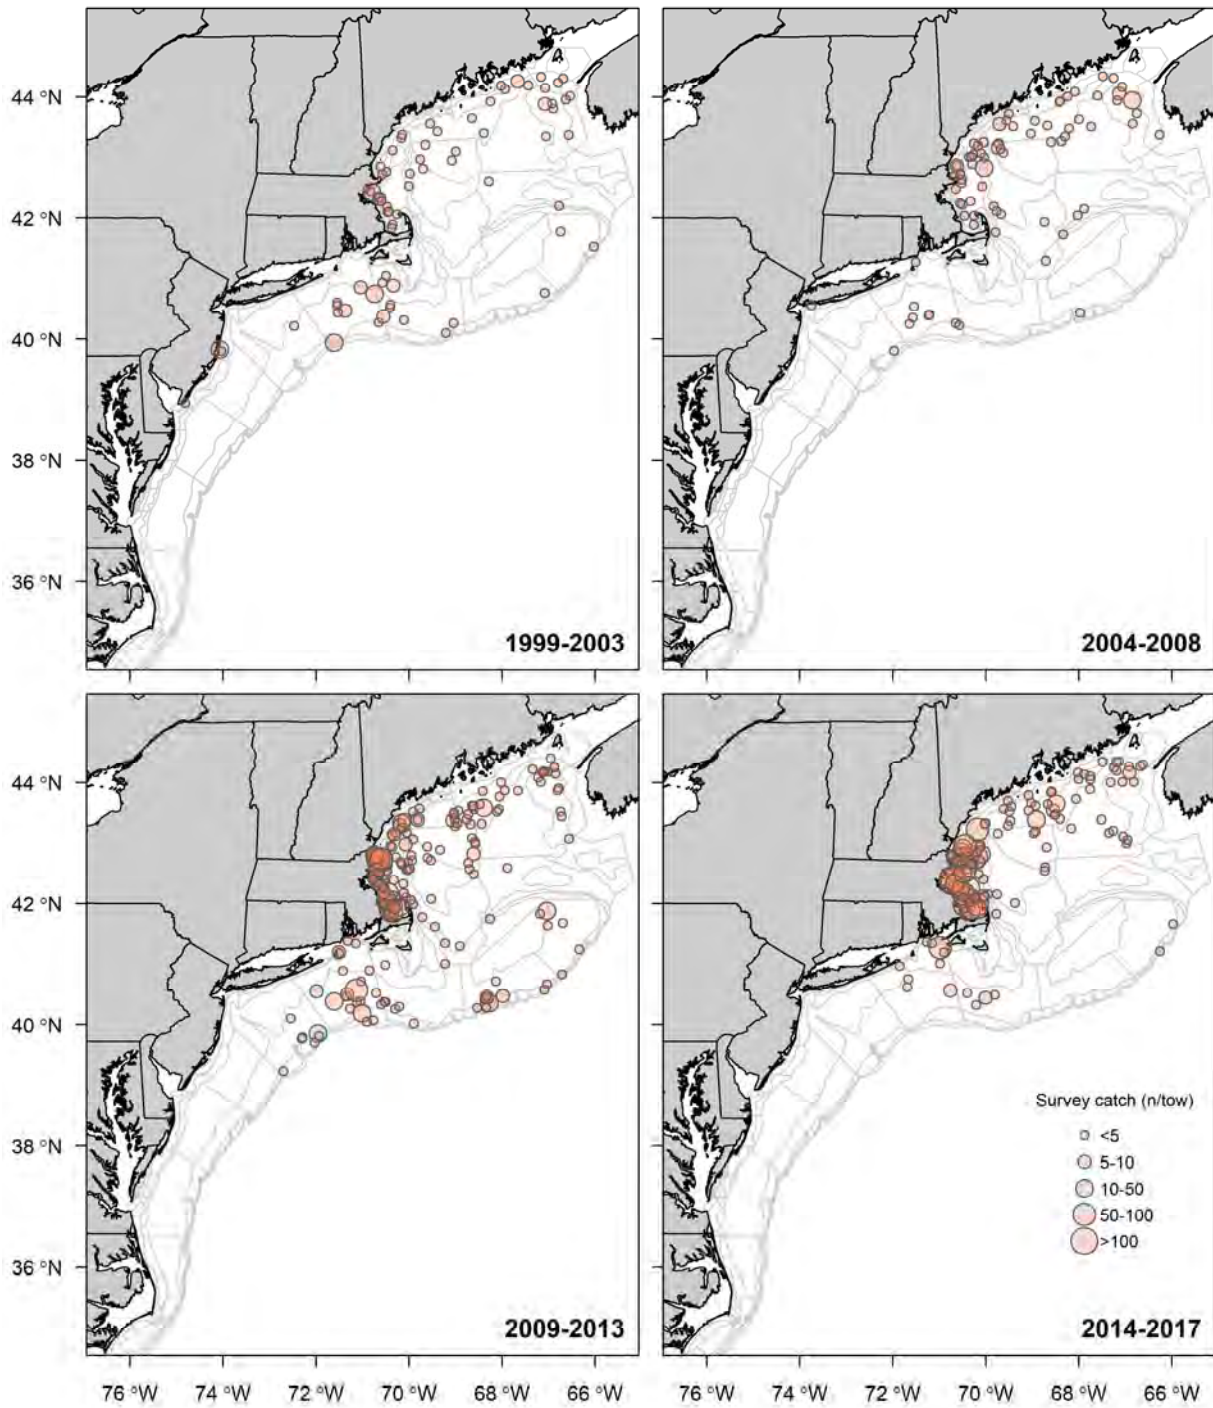 44 °N
42 °N
40 °N
38 °N
36 °N
1999-2003
2004-2008
44 °N
42 °N
40 °N
38 °N
36 °N
2009-2013
Survey catch (n/tow)
<5
5-10
10-50
50-100
>100
2014-2017
76 °W 74 °W 72 °W 70 °W 68 °W 66 °W
76 °W 74 °W 72 °W 70 °W 68 °W 66 °W